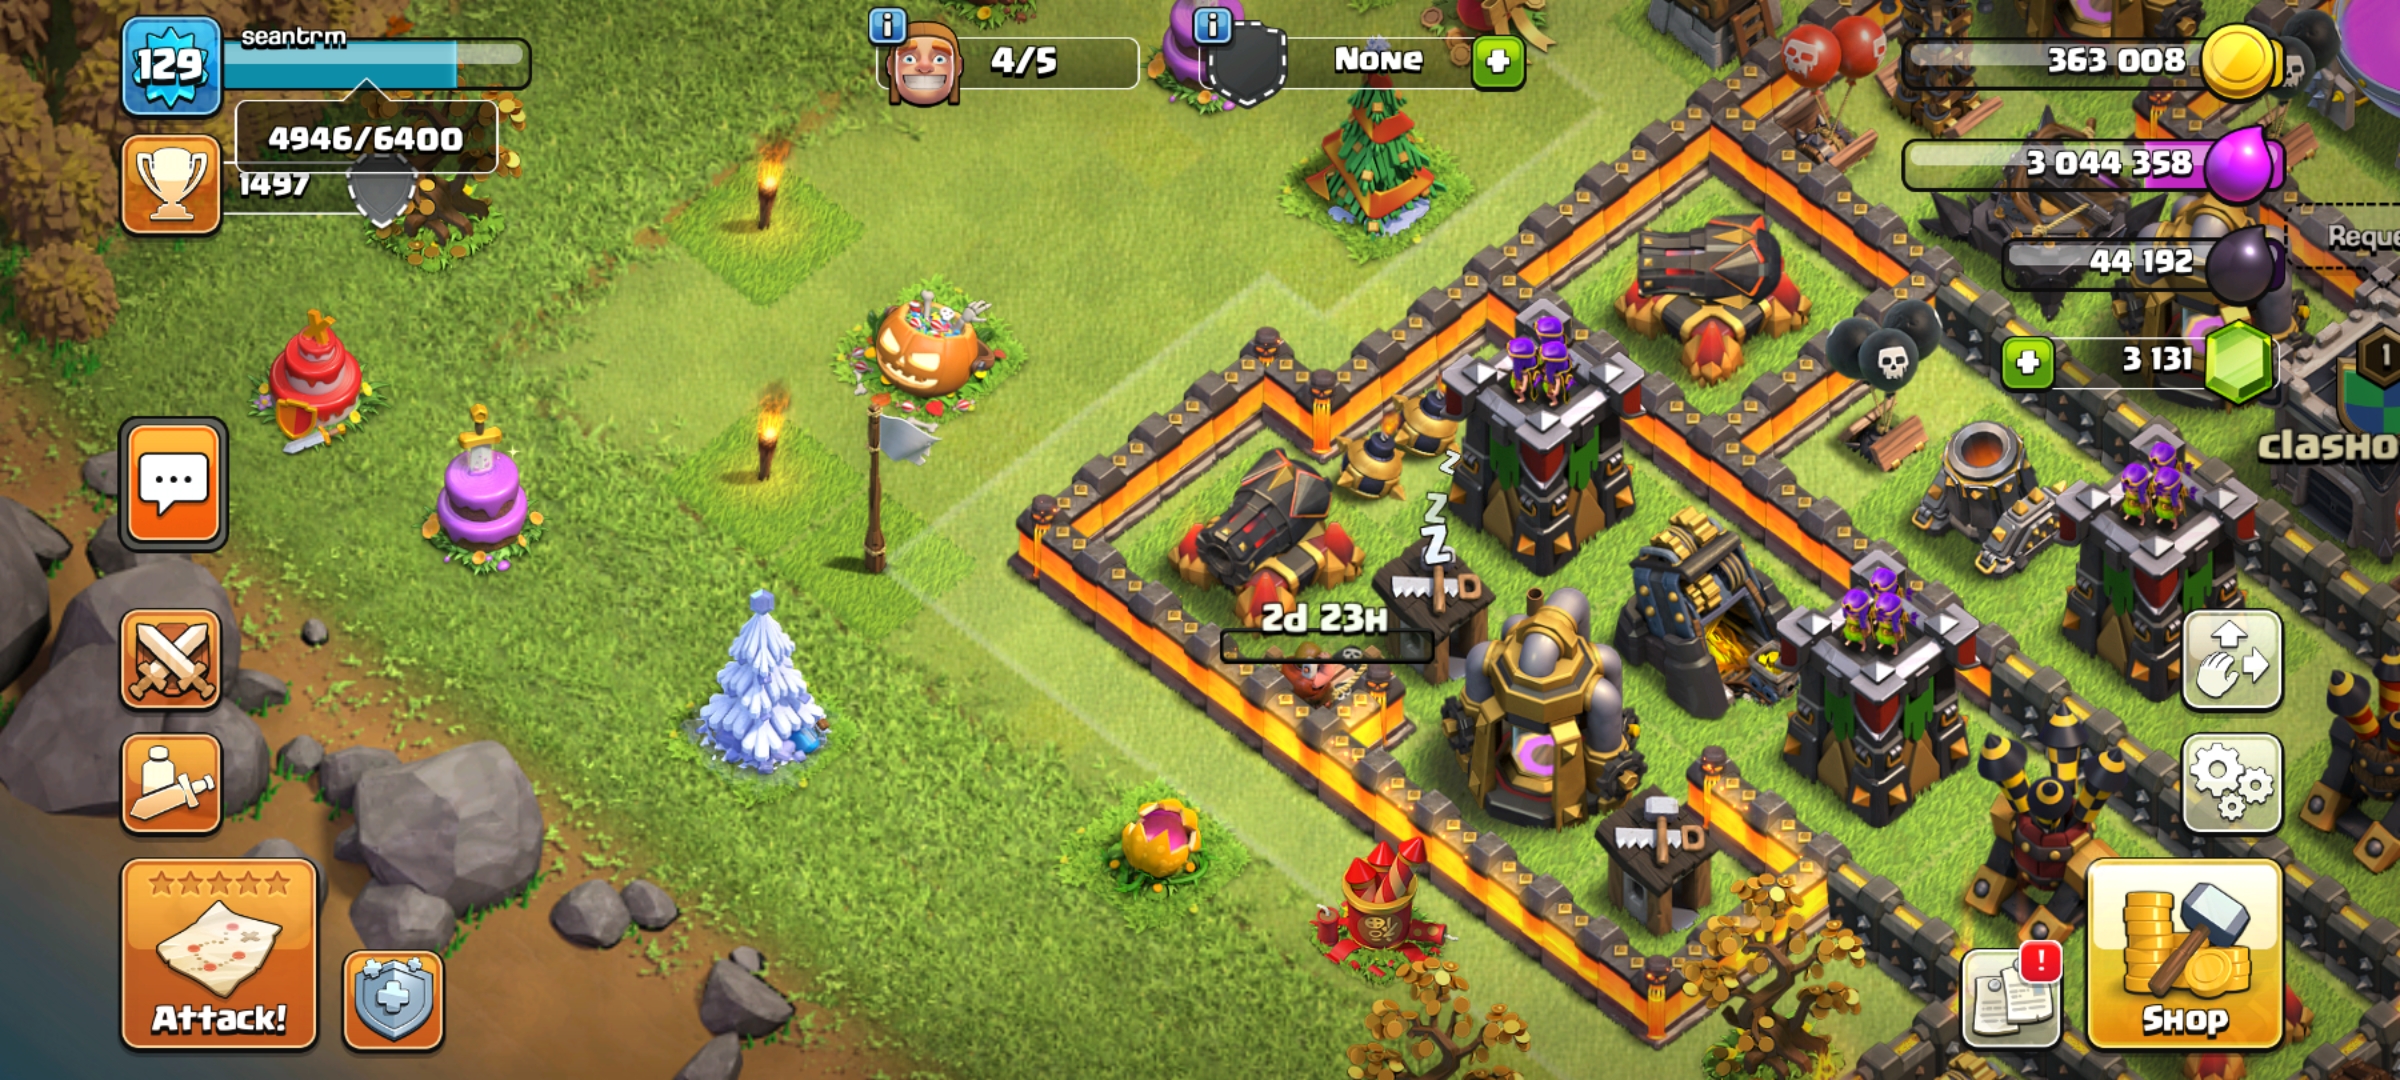 129
seantrm
4946/6400
1497
4/5
None
363 008
3 044 358
44 192
3 131
Reque
1
clasho
z
z
z
2d 23H
Attack!
!
Shop